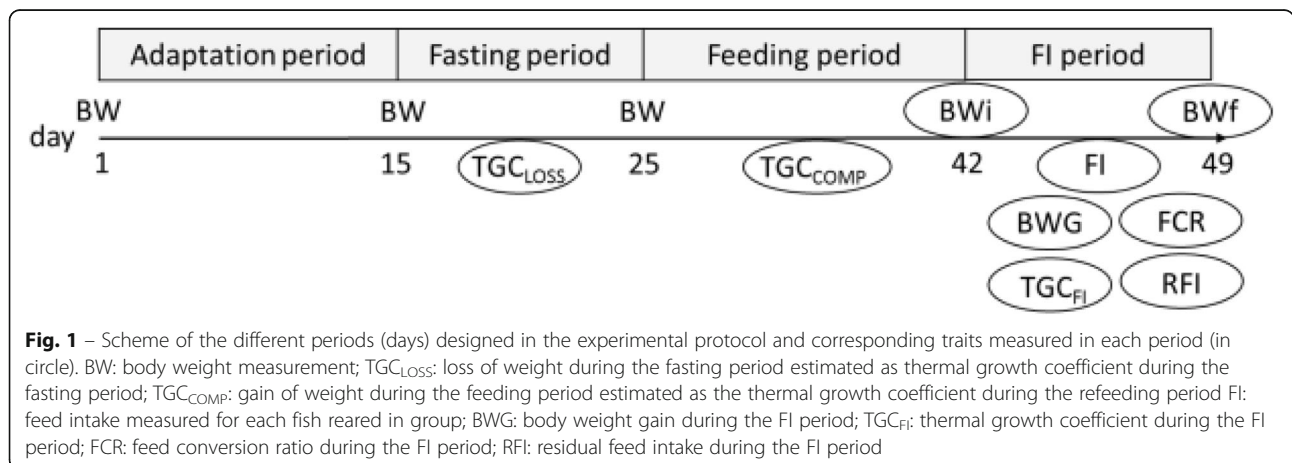 Adaptation period Fasting period Feeding period FI period
BW BW BW BWi BWf
day
1 15 TGC_LOSS 25 TGC_COMP 42 FI 49
BWG FCR
TGC_FI RFI
Fig. 1 – Scheme of the different periods (days) designed in the experimental protocol and corresponding traits measured in each period (in
circle). BW: body weight measurement; TGC_LOSS: loss of weight during the fasting period estimated as thermal growth coefficient during the
fasting period; TGC_COMP: gain of weight during the feeding period estimated as the thermal growth coefficient during the refeeding period FI:
feed intake measured for each fish reared in group; BWG: body weight gain during the FI period; TGC_FI: thermal growth coefficient during the FI
period; FCR: feed conversion ratio during the FI period; RFI: residual feed intake during the FI period